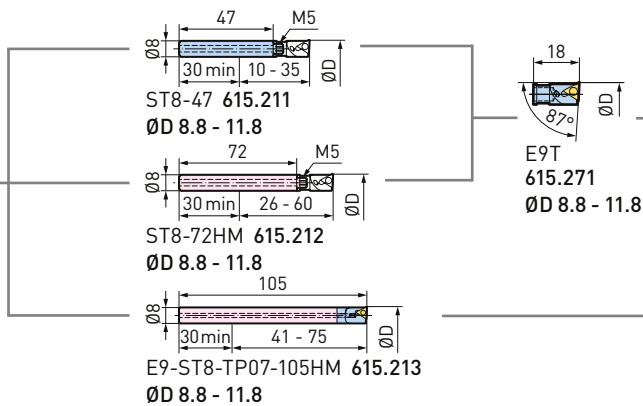 47
M5
Ø8
30 min
10 - 35
ØD
ST8-47 615.211
ØD 8.8 - 11.8
72
M5
Ø8
30 min
26 - 60
ØD
ST8-72HM 615.212
ØD 8.8 - 11.8
105
Ø8
30 min
41 - 75
ØD
E9-ST8-TP07-105HM 615.213
ØD 8.8 - 11.8
18
ØD
87°
E9T
615.271
ØD 8.8 - 11.8